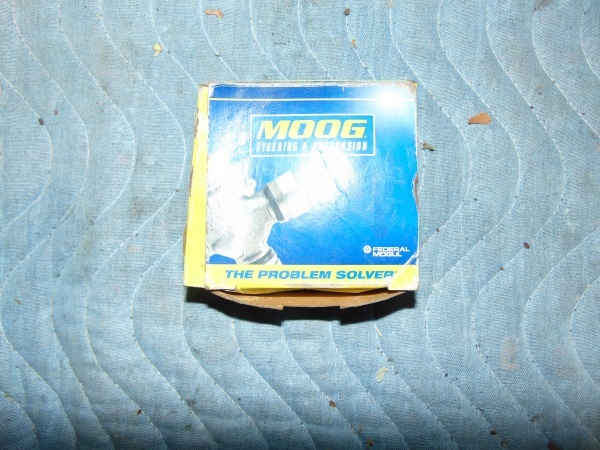 MOOG
STEERING & SUSPENSION
FEDERAL
MOGUL
THE PROBLEM SOLVER